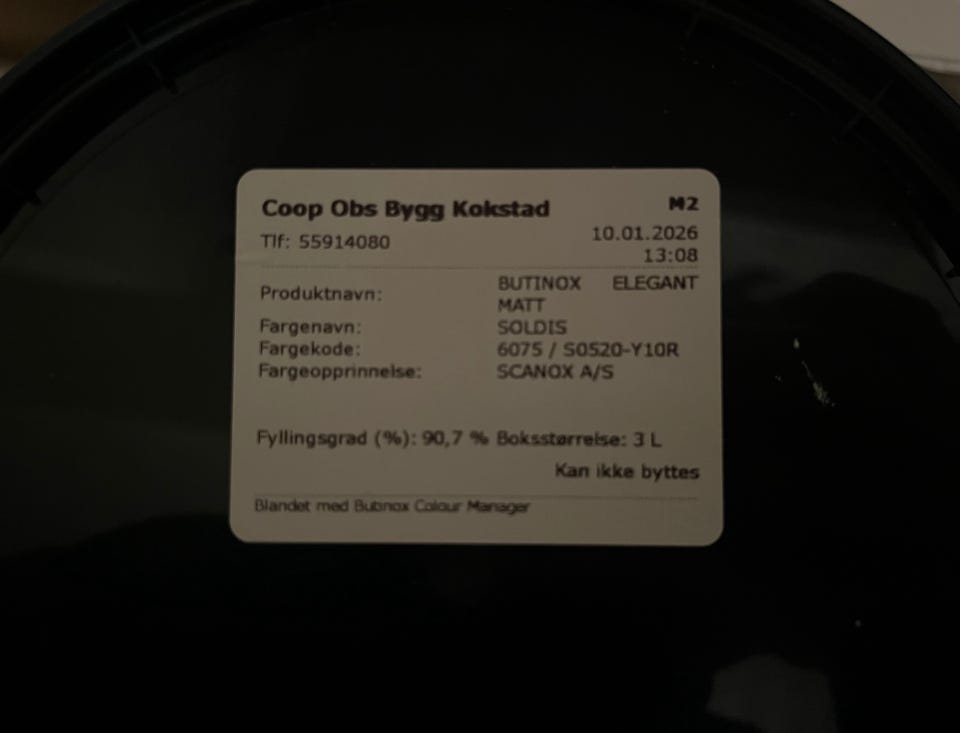 Coop Obs Bygg Kokstad M2
Tlf: 55914080 10.01.2026
13:08
Produktnavn: BUTINOX ELEGANT
MATT
Fargenavn: SOLDIS
Fargekode: 6075 / S0520-Y10R
Fargeopprinnelse: SCANOX A/S
Fyllingsgrad (%): 90,7 % Boksstørrelse: 3 L
Kan ikke byttes
Blandet med Butinox Colour Manager